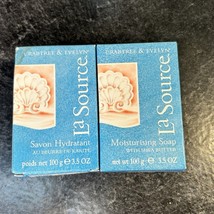 CRABTREE & EVELYN
La Source.
Savon Hydratant
AU BEURRE DE KARITE
poids net 100 g ℮ 3.5 OZ
CRABTREE & EVELYN
La Source.
Moisturising Soap
WITH SHEA BUTTER
net wt 100 g ℮ 3.5 OZ